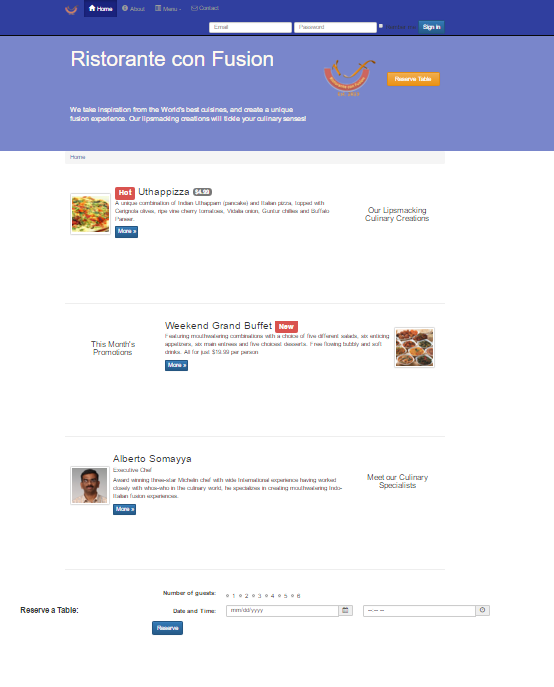 Home About Menu Contact
Email Password Sign in
Ristorante con Fusion
Reserve Table
We take inspiration from the World's best cuisines, and create a unique
fusion experience. Our lipsmacking creations will tickle your culinary senses!
Home
Hot Uthappizza $4.99
A unique combination of Indian Uthappam (pancake) and Italian pizza, topped with
Cerignola olives, ripe vine cherry tomatoes, Vidalia onion, Guntur chillies and Buffalo
Paneer.
More »
Our Lipsmacking
Culinary Creations
This Month's
Promotions
Weekend Grand Buffet New
Featuring mouthwatering combinations with a choice of five different salads, six enticing
appetizers, six main entrees and five choicest desserts. Free flowing bubbly and soft
drinks. All for just $19.99 per person
More »
Alberto Somayya
Executive Chef
Award winning three-star Michelin chef with wide International experience having worked
closely with whos-who in the culinary world, he specializes in creating mouthwatering Indo-
Italian fusion experiences.
More »
Meet our Culinary
Specialists
Reserve a Table:
Number of guests: 1 2 3 4 5 6
Date and Time: mm/dd/yyyy --:-- --
Reserve